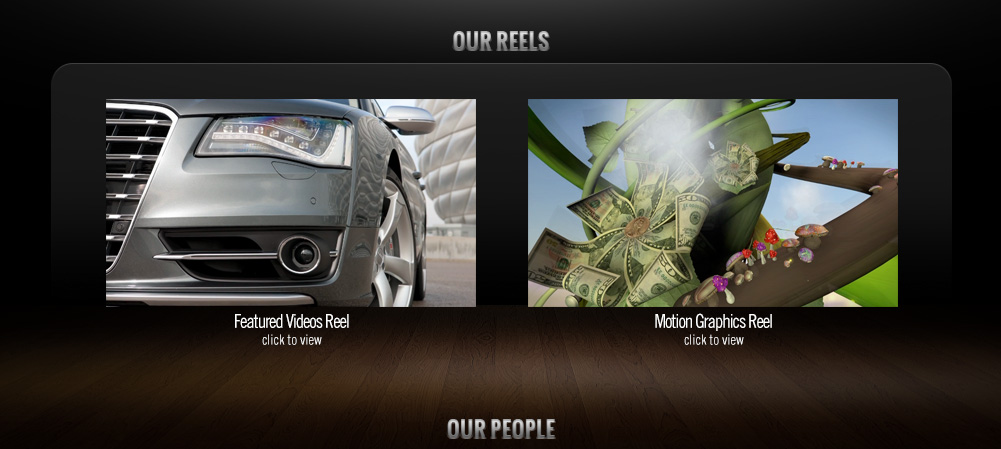 OUR REELS
Featured Videos Reel
click to view
Motion Graphics Reel
click to view
OUR PEOPLE